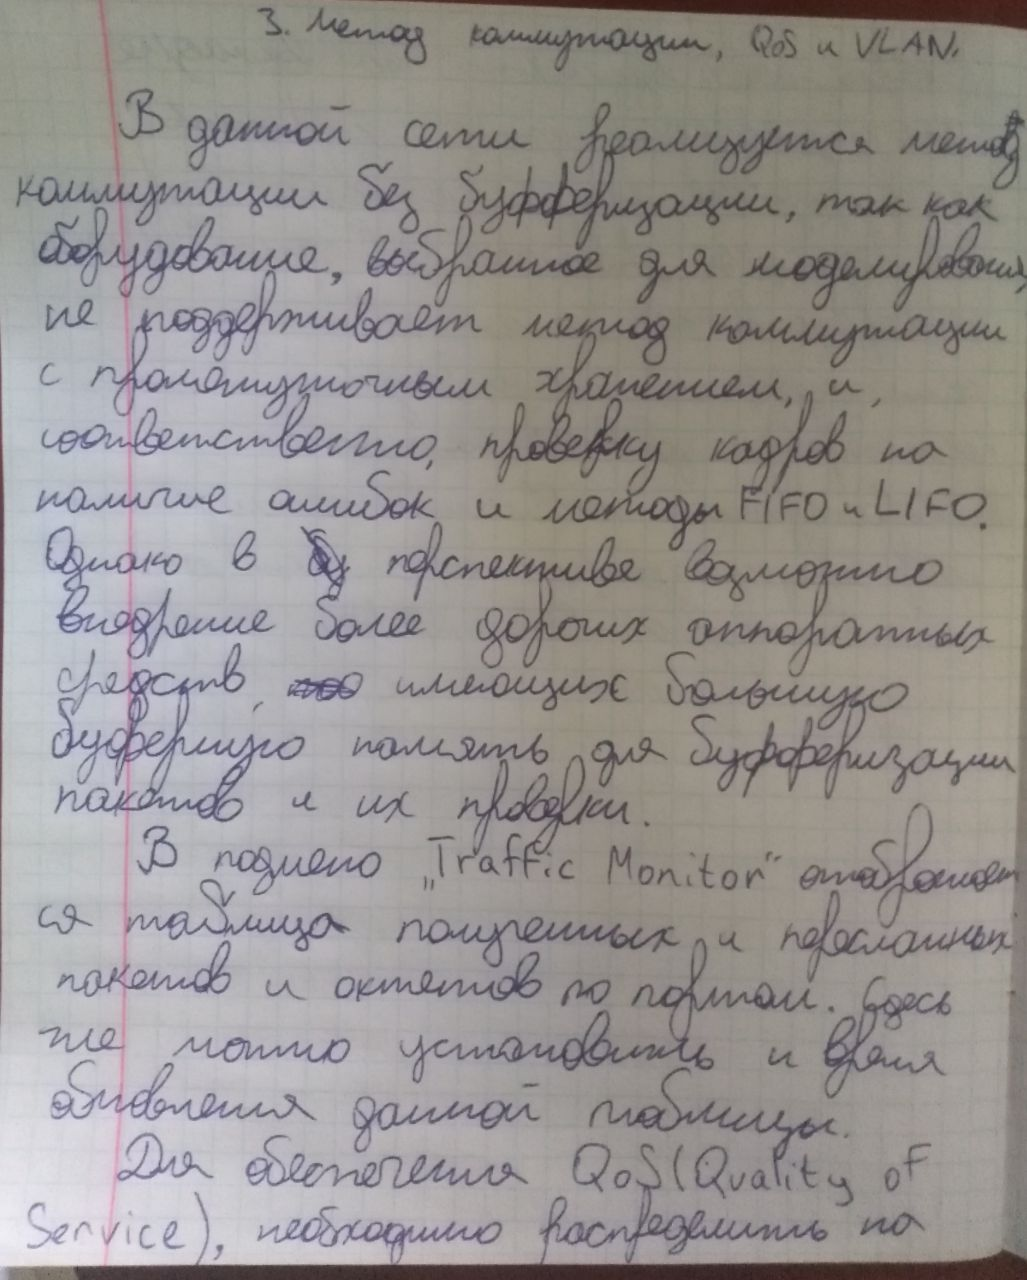 3. Метод коммутации, QoS и VLAN.
В данной сети реализуется метод
коммутации без буфферизации, так как
оборудование, выбранное для моделирования,
не поддерживает метод коммутации
с промежуточным хранением, и,
соответственно, проверку кадров на
наличие ошибок и методы FIFO и LIFO.
Однако в перспективе возможно
внедрение более дорогих аппаратных
средств, имеющих большую
буферную память для буфферизации
пакетов и их проверки.
В подменю „Traffic Monitor" отображает
ся таблица полученных и пересланных
пакетов и октетов по портам. Здесь
же можно установить и время
обновления данной таблицы.
Для обеспечения QoS (Quality of
Service), необходимо распределить на